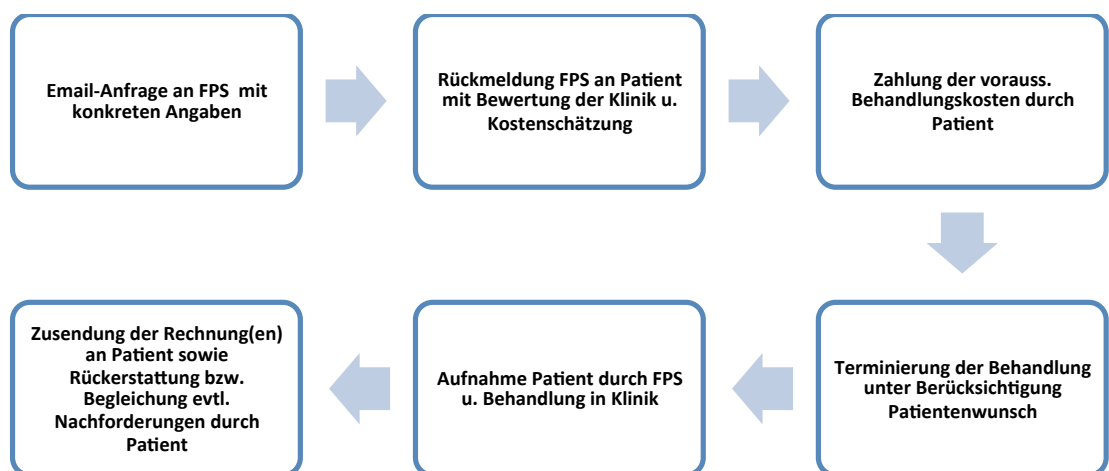 Email-Anfrage an FPS  mit
konkreten Angaben
Rückmeldung FPS an Patient
mit Bewertung der Klinik u.
Kostenschätzung
Zahlung der vorauss.
Behandlungskosten durch
Patient
Terminierung der Behandlung
unter Berücksichtigung
Patientenwunsch
Aufnahme Patient durch FPS
u. Behandlung in Klinik
Zusendung der Rechnung(en)
an Patient sowie
Rückerstattung bzw.
Begleichung evtl.
Nachforderungen durch
Patient